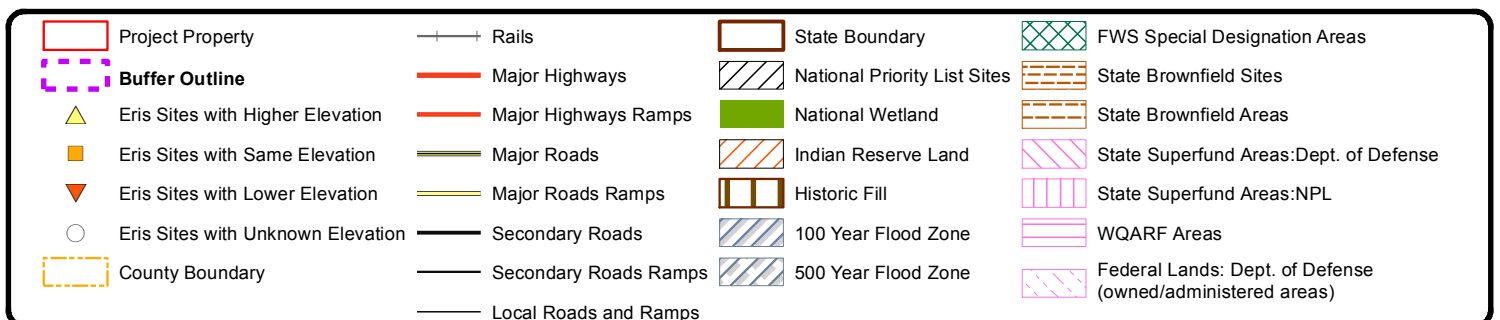 Project Property
Buffer Outline
Eris Sites with Higher Elevation
Eris Sites with Same Elevation
Eris Sites with Lower Elevation
Eris Sites with Unknown Elevation
County Boundary
Rails
Major Highways
Major Highways Ramps
Major Roads
Major Roads Ramps
Secondary Roads
Secondary Roads Ramps
Local Roads and Ramps
State Boundary
National Priority List Sites
National Wetland
Indian Reserve Land
Historic Fill
100 Year Flood Zone
500 Year Flood Zone
FWS Special Designation Areas
State Brownfield Sites
State Brownfield Areas
State Superfund Areas:Dept. of Defense
State Superfund Areas:NPL
WQARF Areas
Federal Lands: Dept. of Defense
(owned/administered areas)